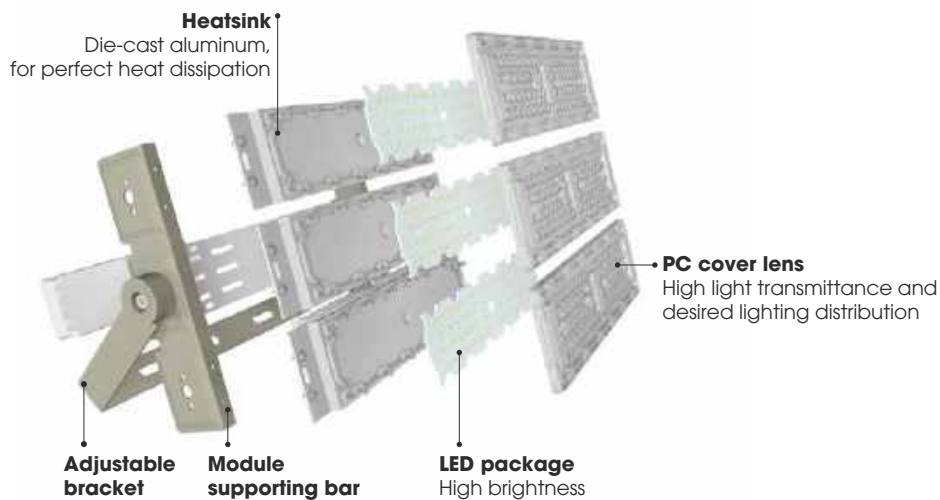 Heatsink
Die-cast aluminum,
for perfect heat dissipation
PC cover lens
High light transmittance and
desired lighting distribution
Adjustable
bracket
Module
supporting bar
LED package
High brightness